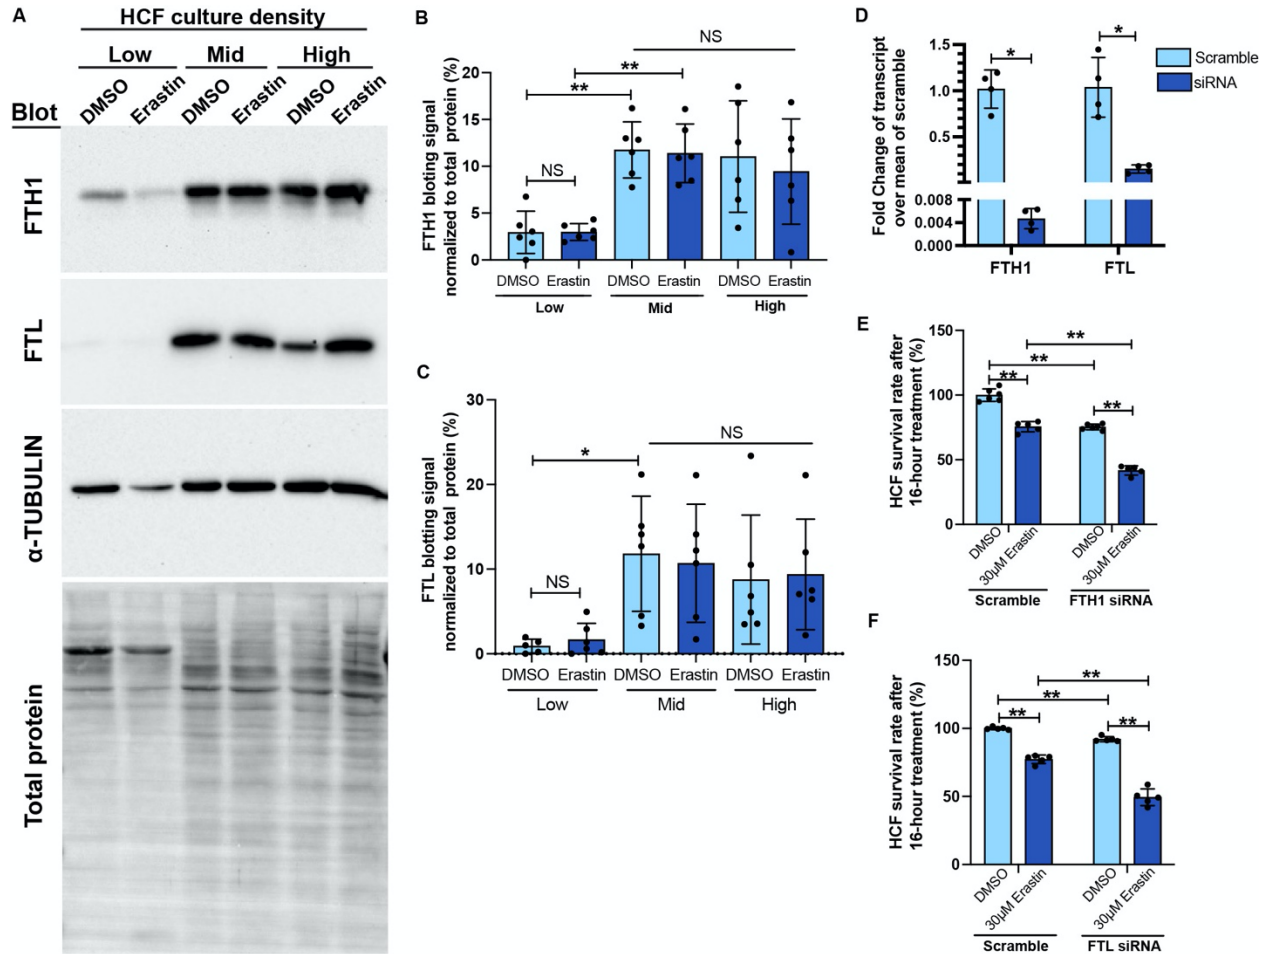 A
HCF culture density
Low Mid High
DMSO Erastin DMSO Erastin DMSO Erastin
Blot
FTH1
FTL
α-TUBULIN
Total protein
B
FTH1 bloting signal
normalized to total protein (%)
20
15
10
5
0
NS
**
**
NS
DMSO Erastin DMSO Erastin DMSO Erastin
Low Mid High
C
FTL blotting signal
normalized to total protein (%)
30
20
10
0
NS
*
NS
DMSO Erastin DMSO Erastin DMSO Erastin
Low Mid High
D
Fold Change of transcript
over mean of scramble
1.5
1.0
0.5
0.008
0.004
0.000
*
*
FTH1 FTL
Scramble
siRNA
E
HCF survival rate after
16-hour treatment (%)
150
100
50
0
**
**
**
**
DMSO 30µM Erastin DMSO 30µM Erastin
Scramble FTH1 siRNA
F
HCF survival rate after
16-hour treatment (%)
150
100
50
0
**
**
**
**
DMSO 30µM Erastin DMSO 30µM Erastin
Scramble FTL siRNA